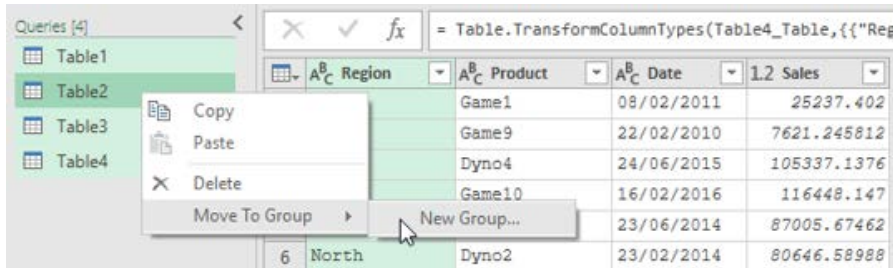 Queries [4]
fx = Table.TransformColumnTypes(Table4_Table,{{"Reg
Table1
Table2
Table3
Table4
ABC Region ABC Product ABC Date 1.2 Sales
Game1 08/02/2011 25237.402
Game9 22/02/2010 7621.245812
Dyno4 24/06/2015 105337.1376
Game10 16/02/2016 116448.147
23/06/2014 87005.67462
6 North Dyno2 23/02/2014 80646.58988
Copy
Paste
Delete
Move To Group
New Group...